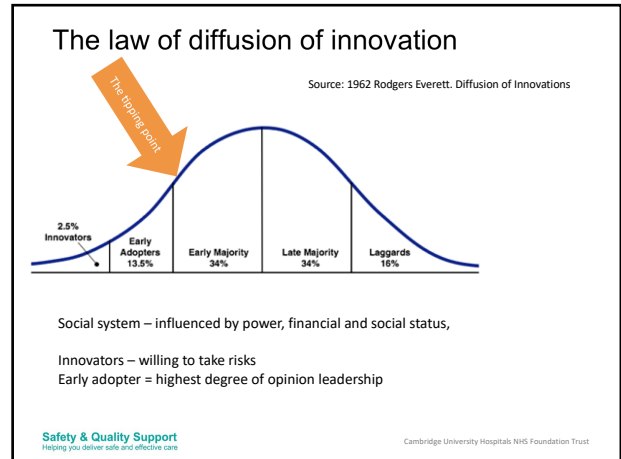 The law of diffusion of innovation
Source: 1962 Rodgers Everett. Diffusion of Innovations
The tipping point
2.5%
Innovators
Early
Adopters
13.5%
Early Majority
34%
Late Majority
34%
Laggards
16%
Social system – influenced by power, financial and social status,
Innovators – willing to take risks
Early adopter = highest degree of opinion leadership
Safety & Quality Support
Helping you deliver safe and effective care
Cambridge University Hospitals NHS Foundation Trust